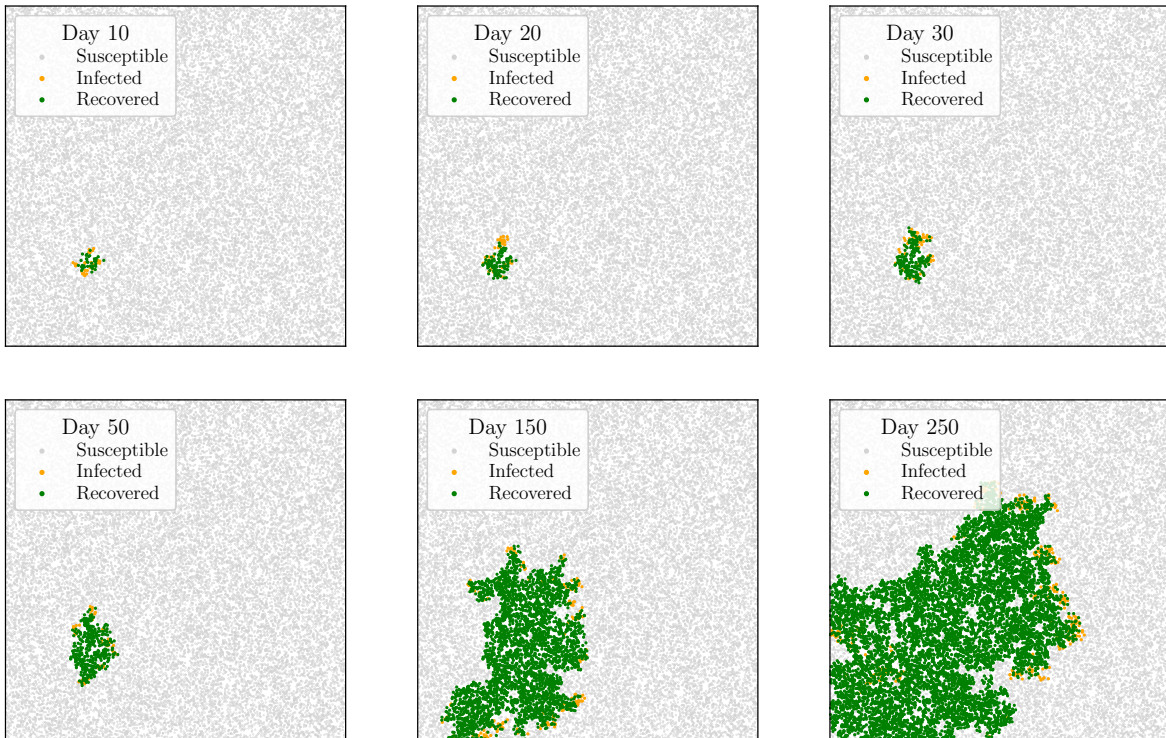 Day 10
Susceptible
Infected
Recovered
Day 20
Susceptible
Infected
Recovered
Day 30
Susceptible
Infected
Recovered
Day 50
Susceptible
Infected
Recovered
Day 150
Susceptible
Infected
Recovered
Day 250
Susceptible
Infected
Recovered